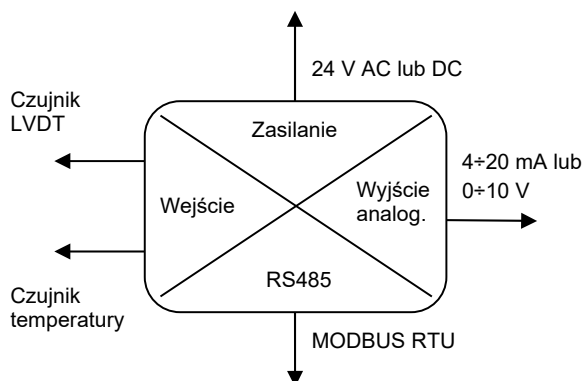 24 V AC lub DC
Czujnik
LVDT
Zasilanie
4÷20 mA lub
0÷10 V
Wejście
Wyjście
analog.
RS485
Czujnik
temperatury
MODBUS RTU